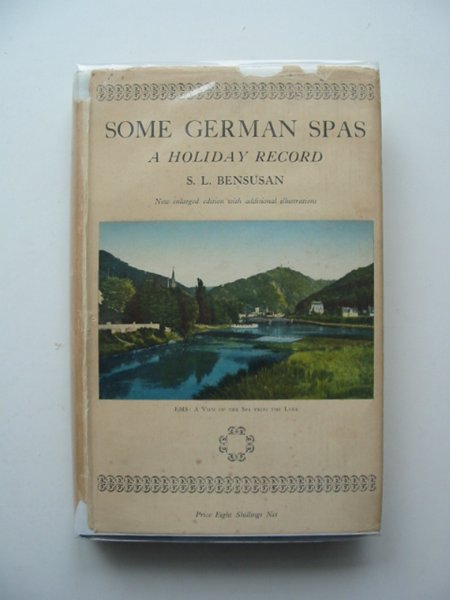 SOME GERMAN SPAS
A HOLIDAY RECORD
S. L. BENSUSAN
New enlarged edition with additional illustrations
EMS: A VIEW OF THE SPA FROM THE LAHN
Price Eight Shillings Net